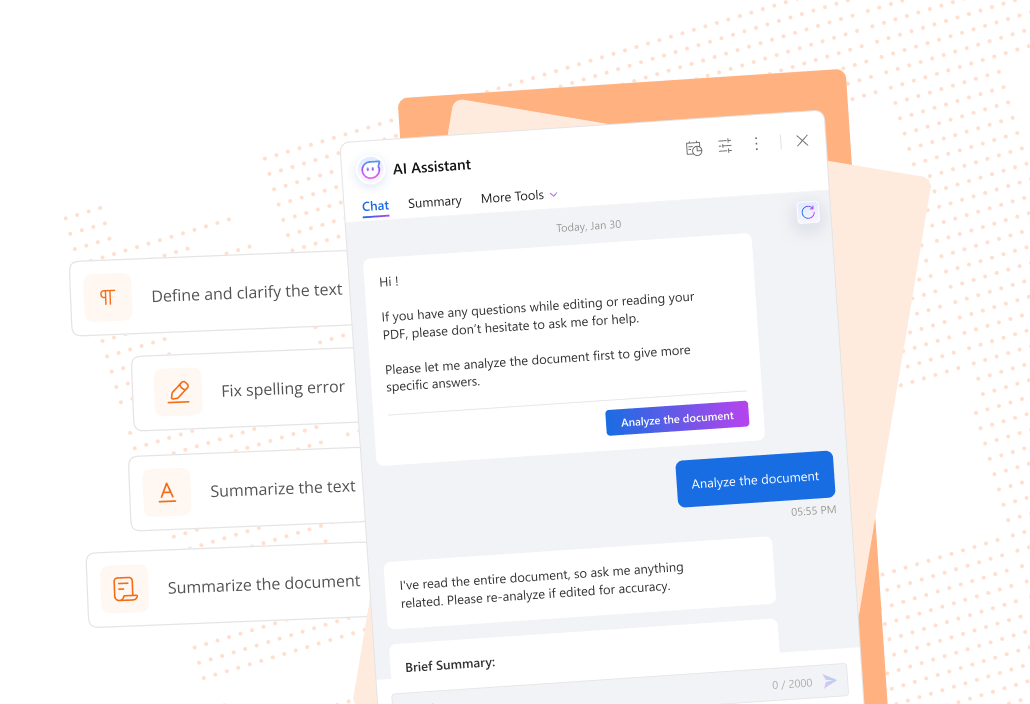 AI Assistant
Chat Summary More Tools
Today, Jan 30
Hi !
If you have any questions while editing or reading your
PDF, please don't hesitate to ask me for help.
Please let me analyze the document first to give more
specific answers.
Analyze the document
Analyze the document
05:55 PM
I've read the entire document, so ask me anything
related. Please re-analyze if edited for accuracy.
Brief Summary:
0 / 2000
Define and clarify the text
Fix spelling error
Summarize the text
Summarize the document